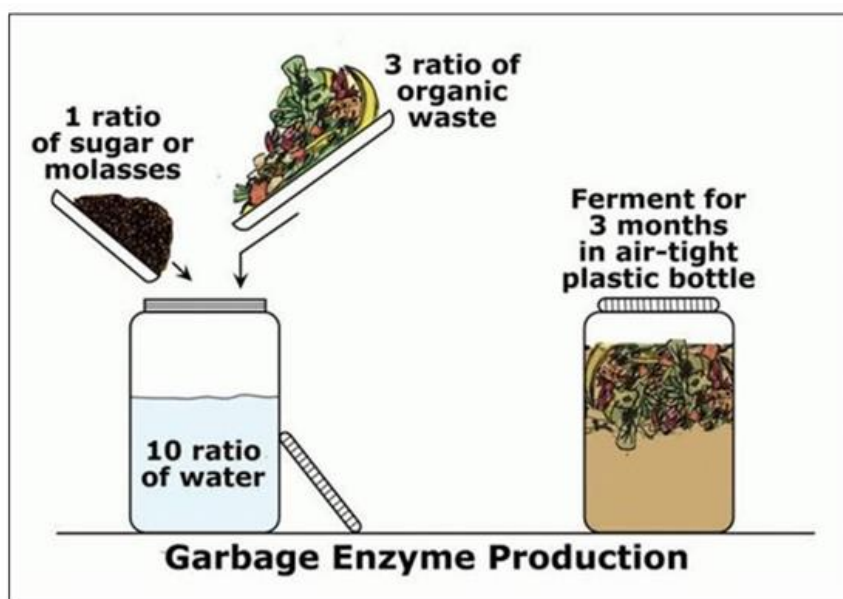 1 ratio
of sugar or
molasses
3 ratio of
organic
waste
10 ratio
of water
Ferment for
3 months
in air-tight
plastic bottle
Garbage Enzyme Production